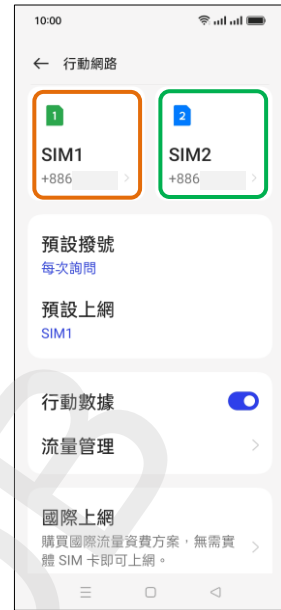 10:00
← 行動網路
1
2
SIM1
SIM2
+886
+886
預設撥號
每次詢問
預設上網
SIM1
行動數據
流量管理
國際上網
購買國際流量資費方案，無需實
體 SIM 卡即可上網。